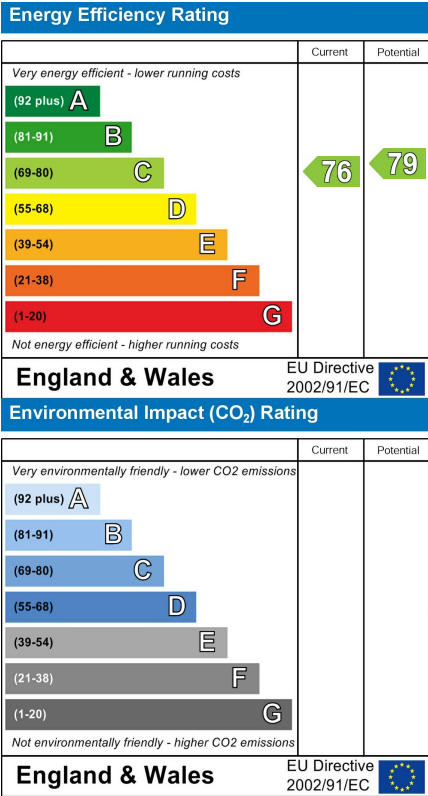 Energy Efficiency Rating
Current Potential
Very energy efficient - lower running costs
(92 plus) A
(81-91) B
(69-80) C
76 79
(55-68) D
(39-54) E
(21-38) F
(1-20) G
Not energy efficient - higher running costs
England & Wales
EU Directive
2002/91/EC
Environmental Impact (CO₂) Rating
Current Potential
Very environmentally friendly - lower CO2 emissions
(92 plus) A
(81-91) B
(69-80) C
(55-68) D
(39-54) E
(21-38) F
(1-20) G
Not environmentally friendly - higher CO2 emissions
England & Wales
EU Directive
2002/91/EC